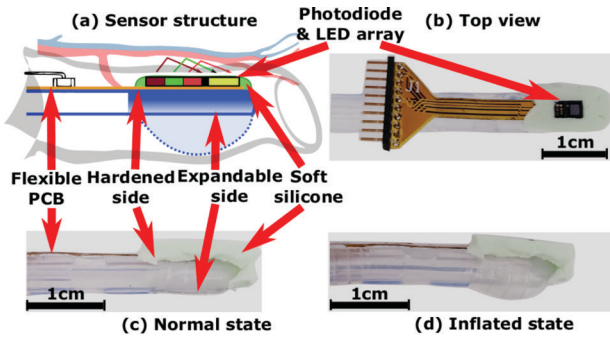 (a) Sensor structure
Photodiode
& LED array
(b) Top view
1cm
Flexible
PCB
Hardened
side
Expandable
side
Soft
silicone
1cm
(c) Normal state
1cm
(d) Inflated state